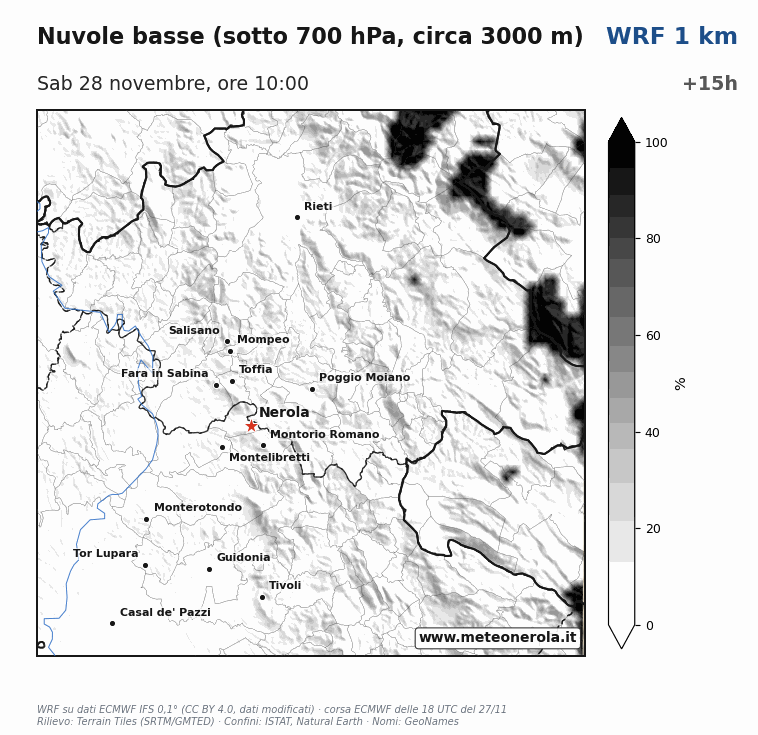 Nuvole basse (sotto 700 hPa, circa 3000 m) WRF 1 km
Sab 28 novembre, ore 10:00 +15h
100
80
60
40
20
0
%
Rieti
Salisano
Mompeo
Toffia
Fara in Sabina
Poggio Moiano
Nerola
Montorio Romano
Montelibretti
Monterotondo
Tor Lupara
Guidonia
Tivoli
Casal de' Pazzi
www.meteonerola.it
WRF su dati ECMWF IFS 0,1° (CC BY 4.0, dati modificati) · corsa ECMWF delle 18 UTC del 27/11
Rilievo: Terrain Tiles (SRTM/GMTED) · Confini: ISTAT, Natural Earth · Nomi: GeoNames